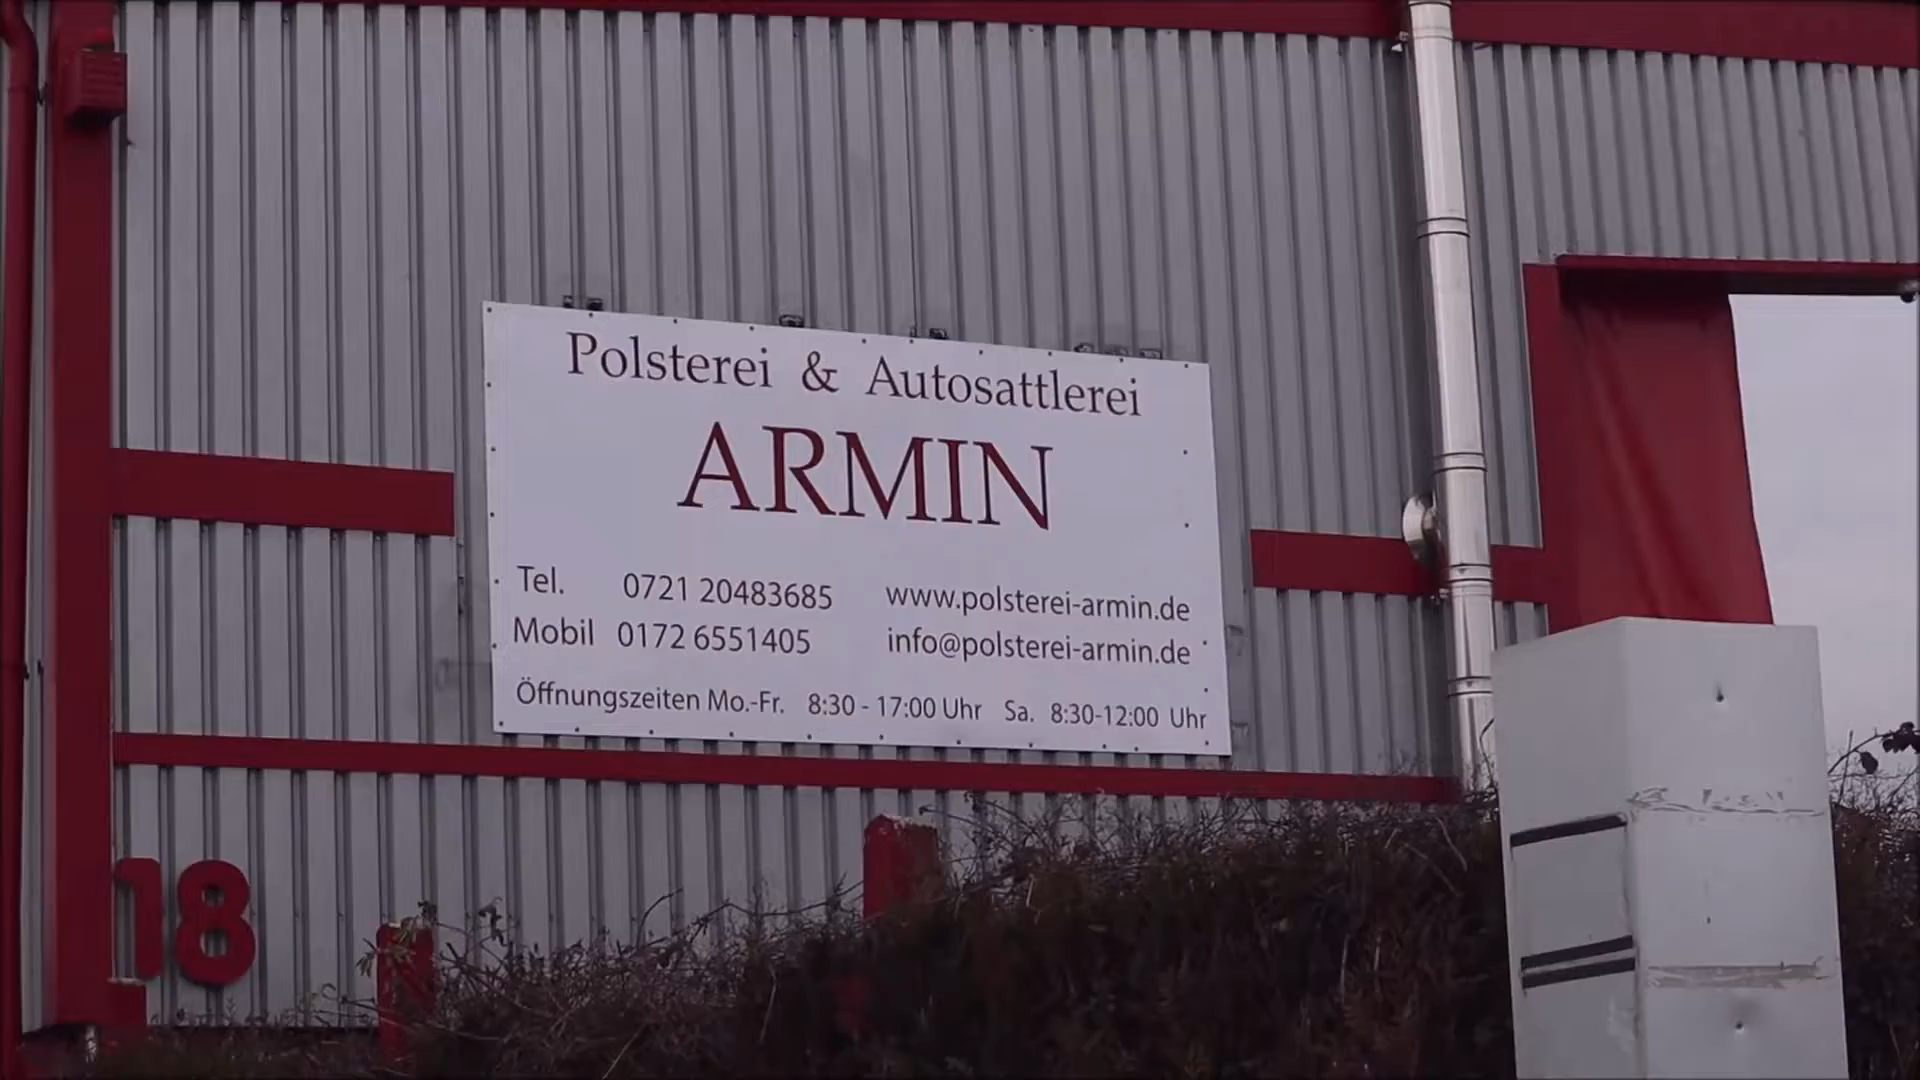 Polsterei & Autosattlerei
ARMIN
Tel. 0721 20483685 www.polsterei-armin.de
Mobil 0172 6551405 info@polsterei-armin.de
Öffnungszeiten Mo.-Fr. 8:30 - 17:00 Uhr Sa. 8:30-12:00 Uhr
18